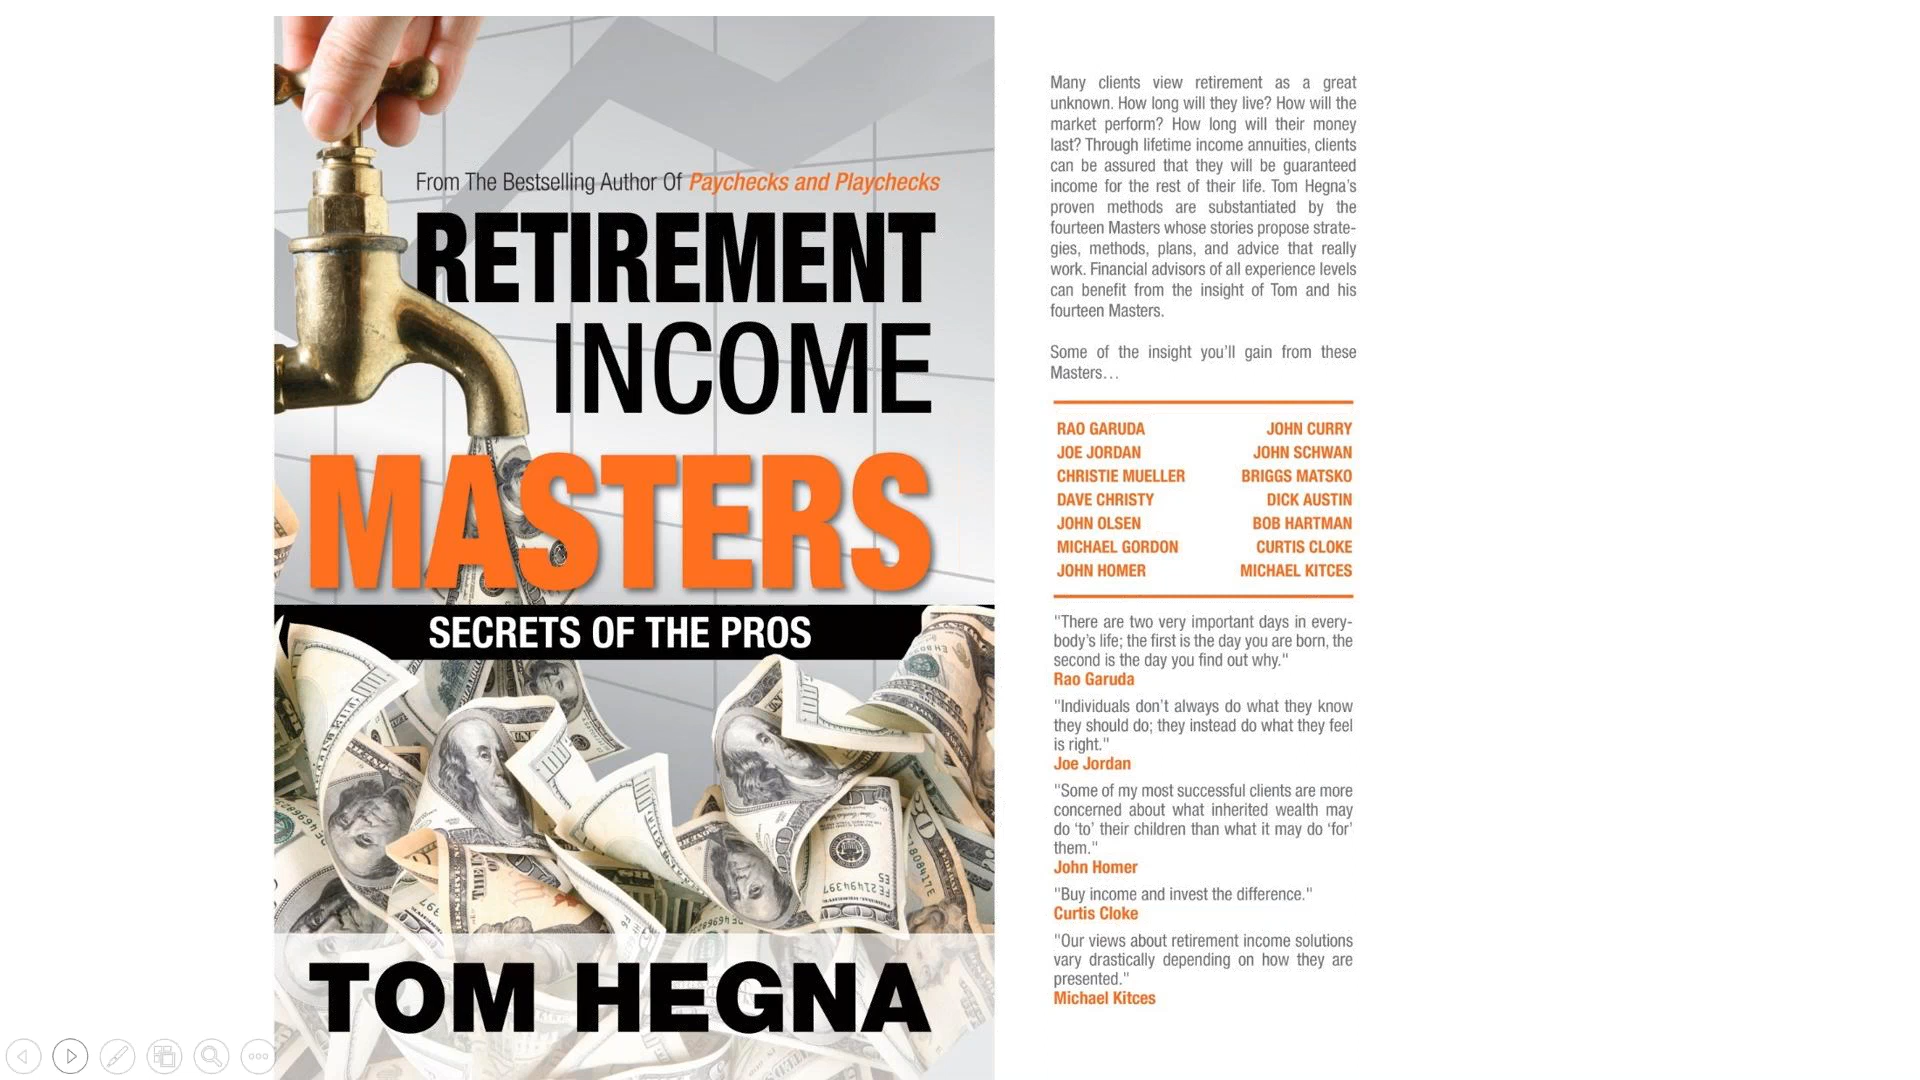 From The Bestselling Author Of Paychecks and Playchecks
RETIREMENT
INCOME
MASTERS
SECRETS OF THE PROS
TOM HEGNA
Many clients view retirement as a great
unknown. How long will they live? How will the
market perform? How long will their money
last? Through lifetime income annuities, clients
can be assured that they will be guaranteed
income for the rest of their life. Tom Hegna's
proven methods are substantiated by the
fourteen Masters whose stories propose strate-
gies, methods, plans, and advice that really
work. Financial advisors of all experience levels
can benefit from the insight of Tom and his
fourteen Masters.
Some of the insight you'll gain from these
Masters…
RAO GARUDA JOHN CURRY
JOE JORDAN JOHN SCHWAN
CHRISTIE MUELLER BRIGGS MATSKO
DAVE CHRISTY DICK AUSTIN
JOHN OLSEN BOB HARTMAN
MICHAEL GORDON CURTIS CLOKE
JOHN HOMER MICHAEL KITCES
"There are two very important days in every-
body's life; the first is the day you are born, the
second is the day you find out why."
Rao Garuda
"Individuals don't always do what they know
they should do; they instead do what they feel
is right."
Joe Jordan
"Some of my most successful clients are more
concerned about what inherited wealth may
do 'to' their children than what it may do 'for'
them."
John Homer
"Buy income and invest the difference."
Curtis Cloke
"Our views about retirement income solutions
vary drastically depending on how they are
presented."
Michael Kitces